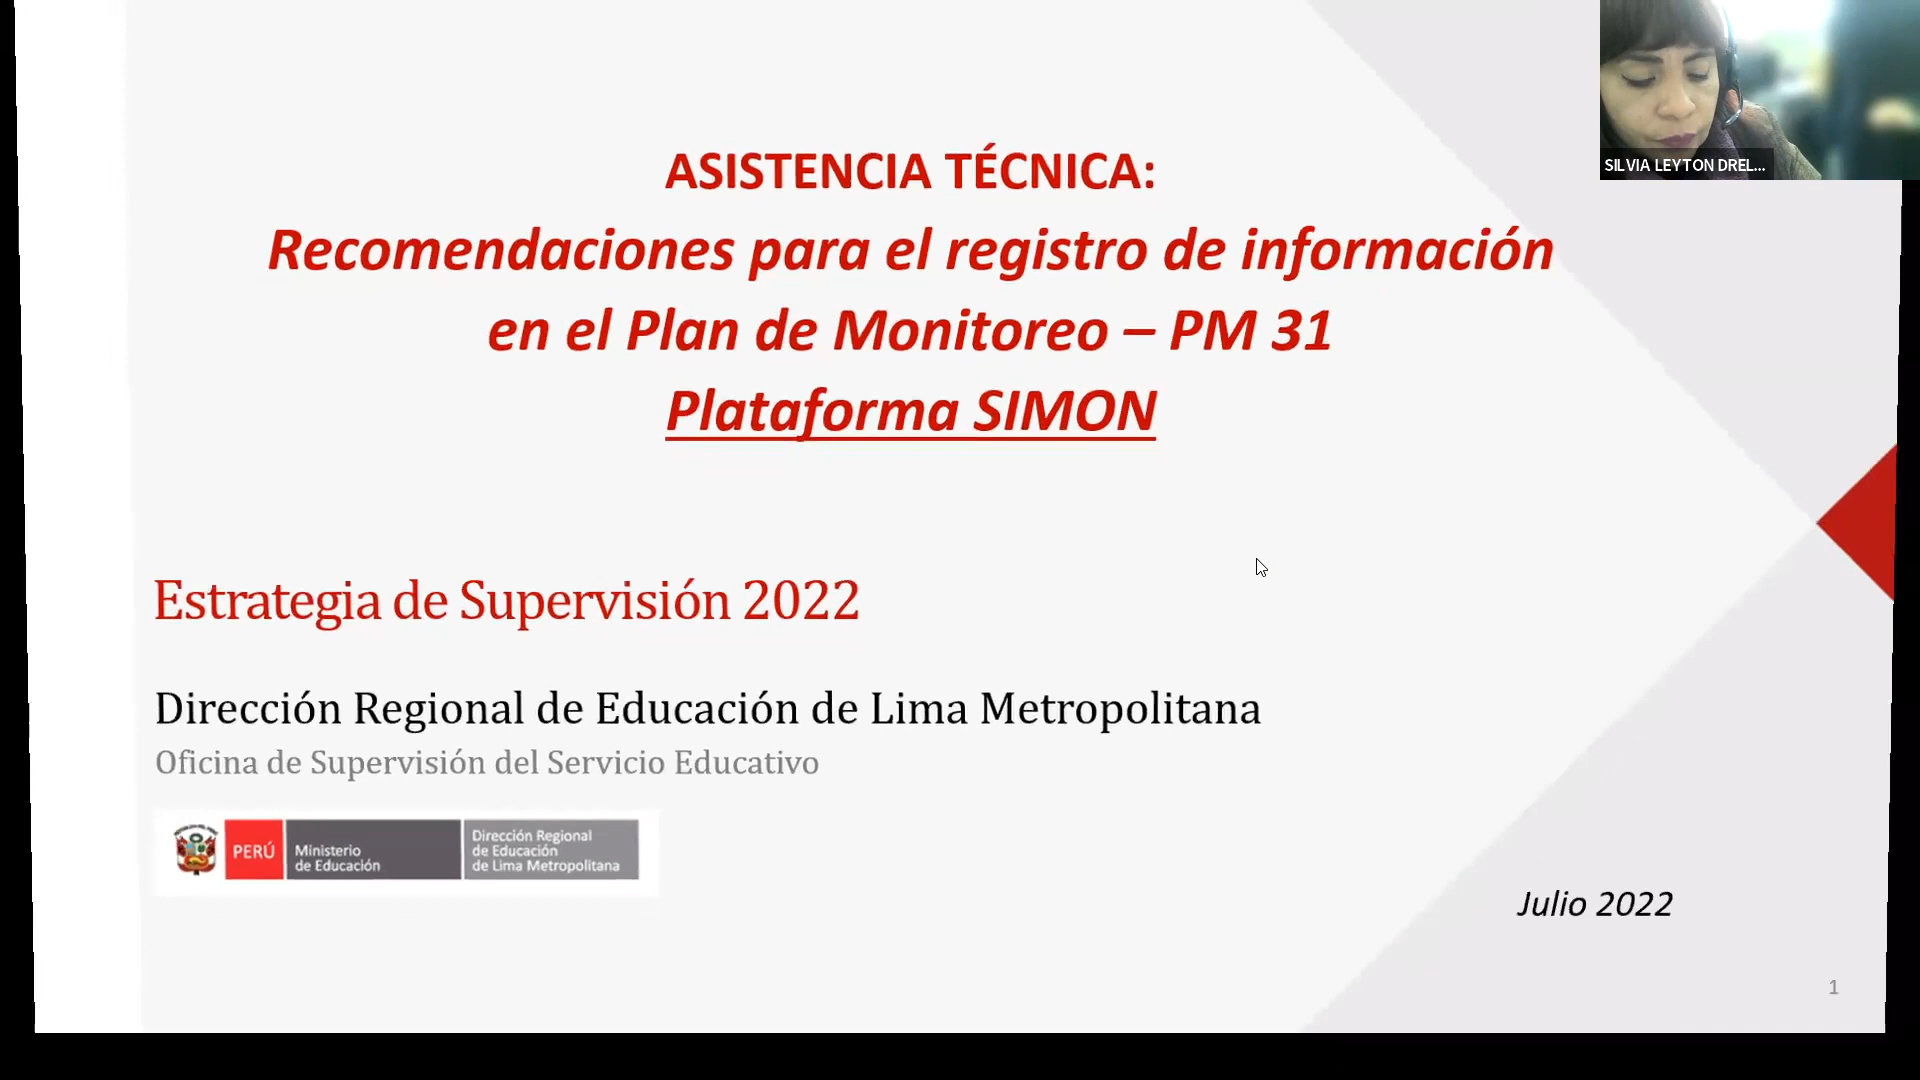 SILVIA LEYTON DREL...
ASISTENCIA TÉCNICA:
Recomendaciones para el registro de información
en el Plan de Monitoreo – PM 31
Plataforma SIMON
Estrategia de Supervisión 2022
Dirección Regional de Educación de Lima Metropolitana
Oficina de Supervisión del Servicio Educativo
PERÚ
Ministerio
de Educación
Dirección Regional
de Educación
de Lima Metropolitana
Julio 2022
1